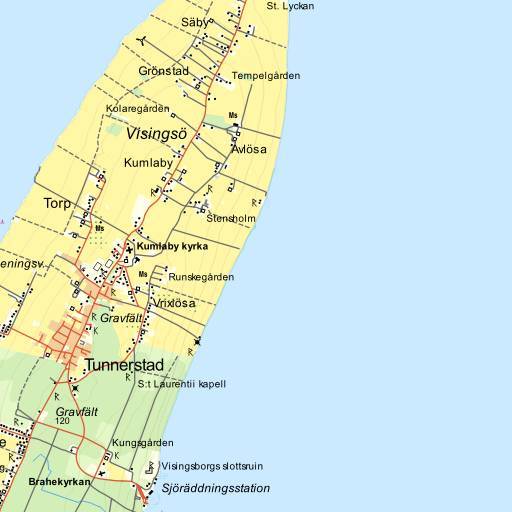 St. Lyckan
Säby
Grönstad
Tempelgården
Kolaregården
Ms
Visingsö
Avlösa
Kumlaby
R
R
Torp
Stensholm
Ms
Kumlaby kyrka
eningsv.
Ms
Runskegården
R
Vrixlösa
R
Gravfält
R
K
R
R
Tunnerstad
S:t Laurentii kapell
R
Gravfält
120
R
e
Kungsgården
R
Visingsborgs slottsruin
Brahekyrkan
Sjöräddningsstation